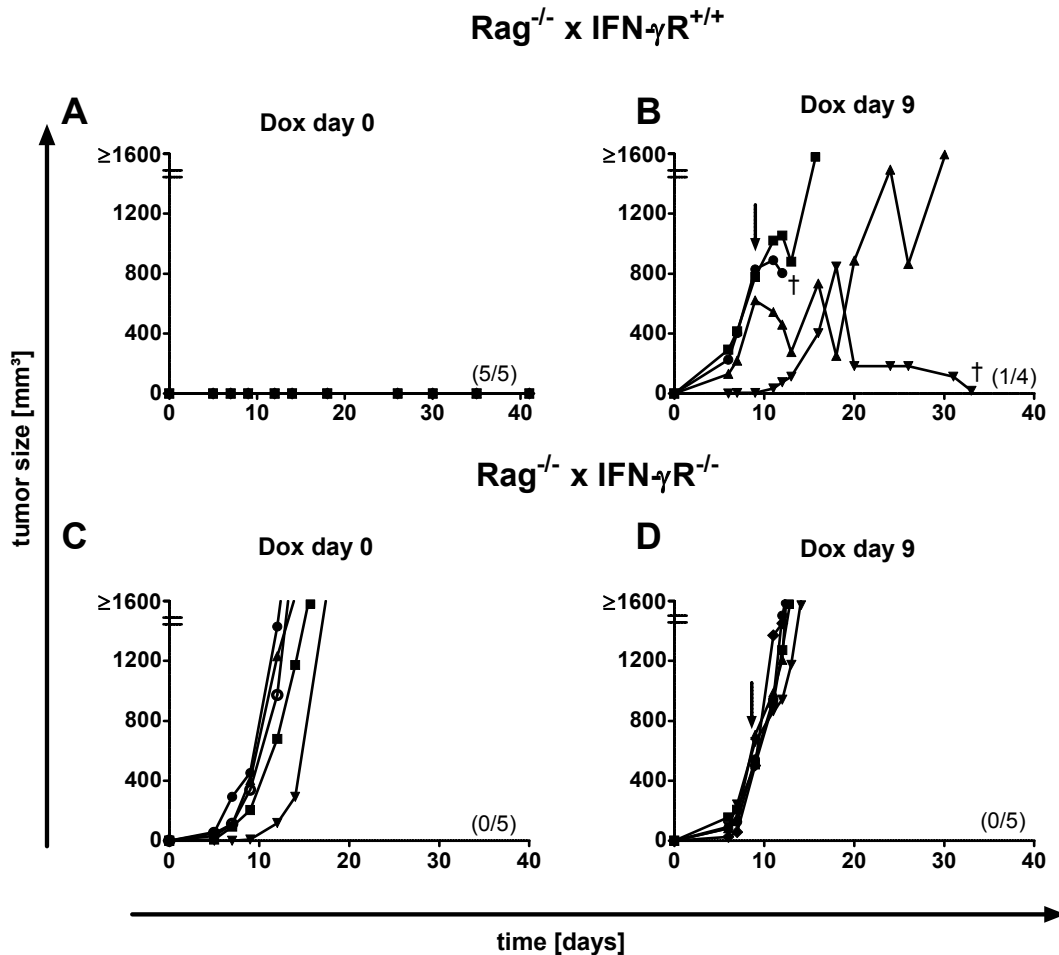 Rag-/- x IFN-γR+/+
A
Dox day 0
≥1600
1200
800
400
0
(5/5)
0 10 20 30 40
B
Dox day 9
≥1600
1200
800
400
0
†
† (1/4)
0 10 20 30 40
Rag-/- x IFN-γR-/-
C
Dox day 0
≥1600
1200
800
400
0
(0/5)
0 10 20 30 40
D
Dox day 9
≥1600
1200
800
400
0
(0/5)
0 10 20 30 40
tumor size [mm³]
time [days]